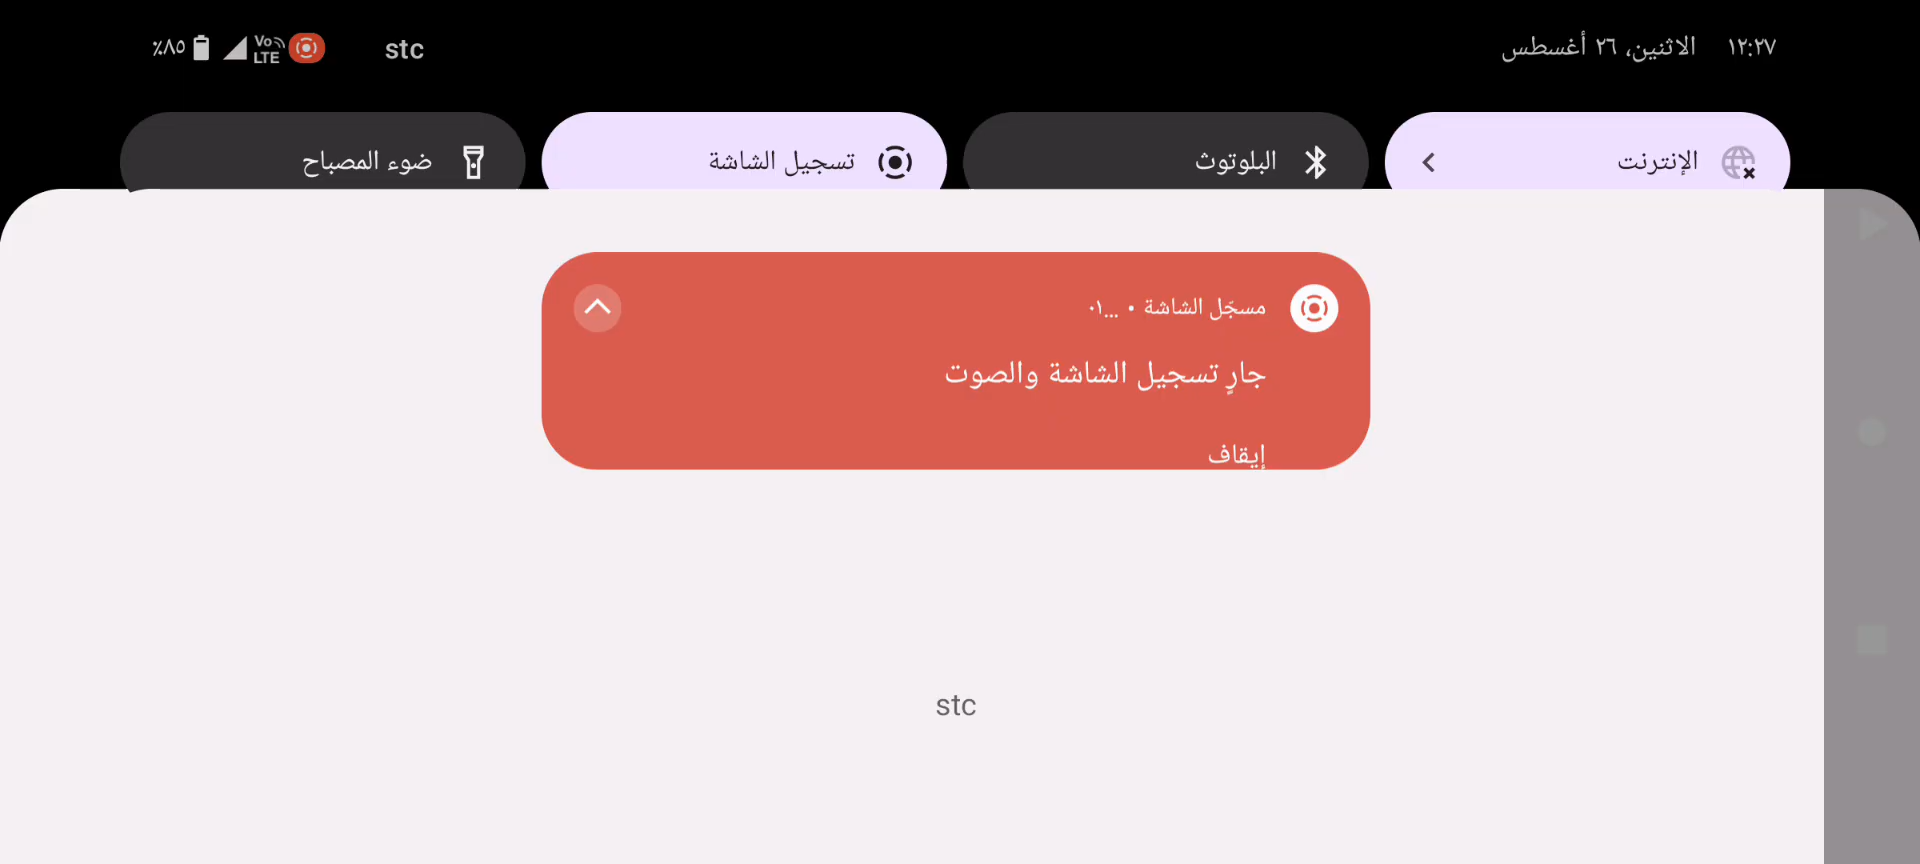 ١٢:٢٧ الاثنين، ٢٦ أغسطس stc VoLTE ٨٥٪
الإنترنت البلوتوث تسجيل الشاشة ضوء المصباح
مسجّل الشاشة • ...٠١
جارٍ تسجيل الشاشة والصوت
إيقاف
stc